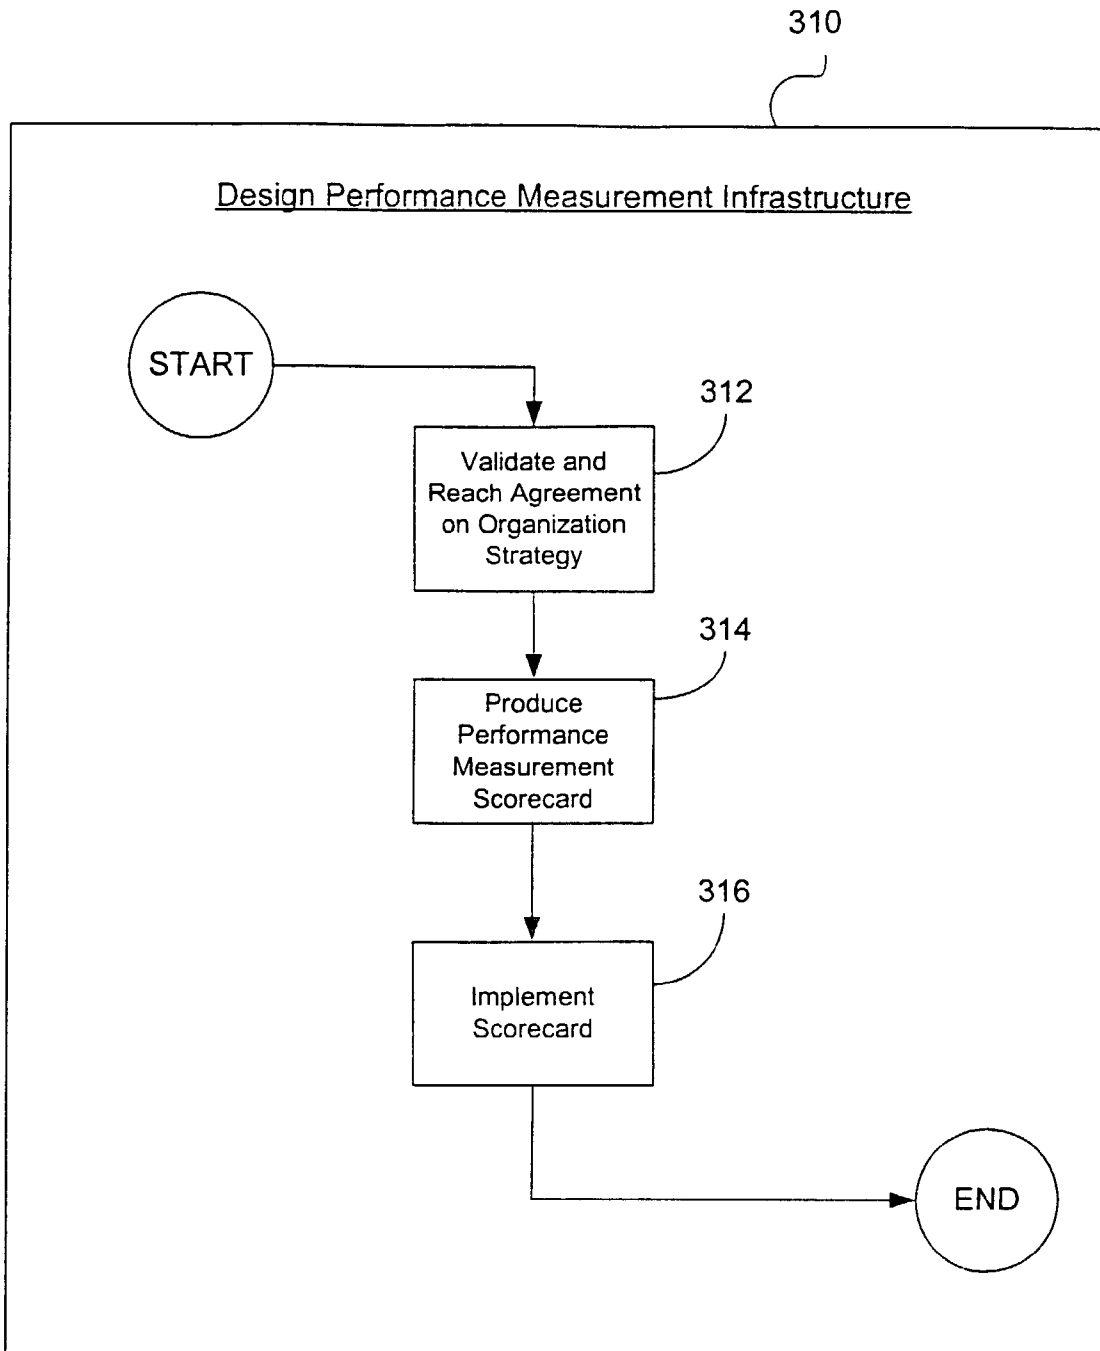 310
Design Performance Measurement Infrastructure
START
312
Validate and
Reach Agreement
on Organization
Strategy
314
Produce
Performance
Measurement
Scorecard
316
Implement
Scorecard
END